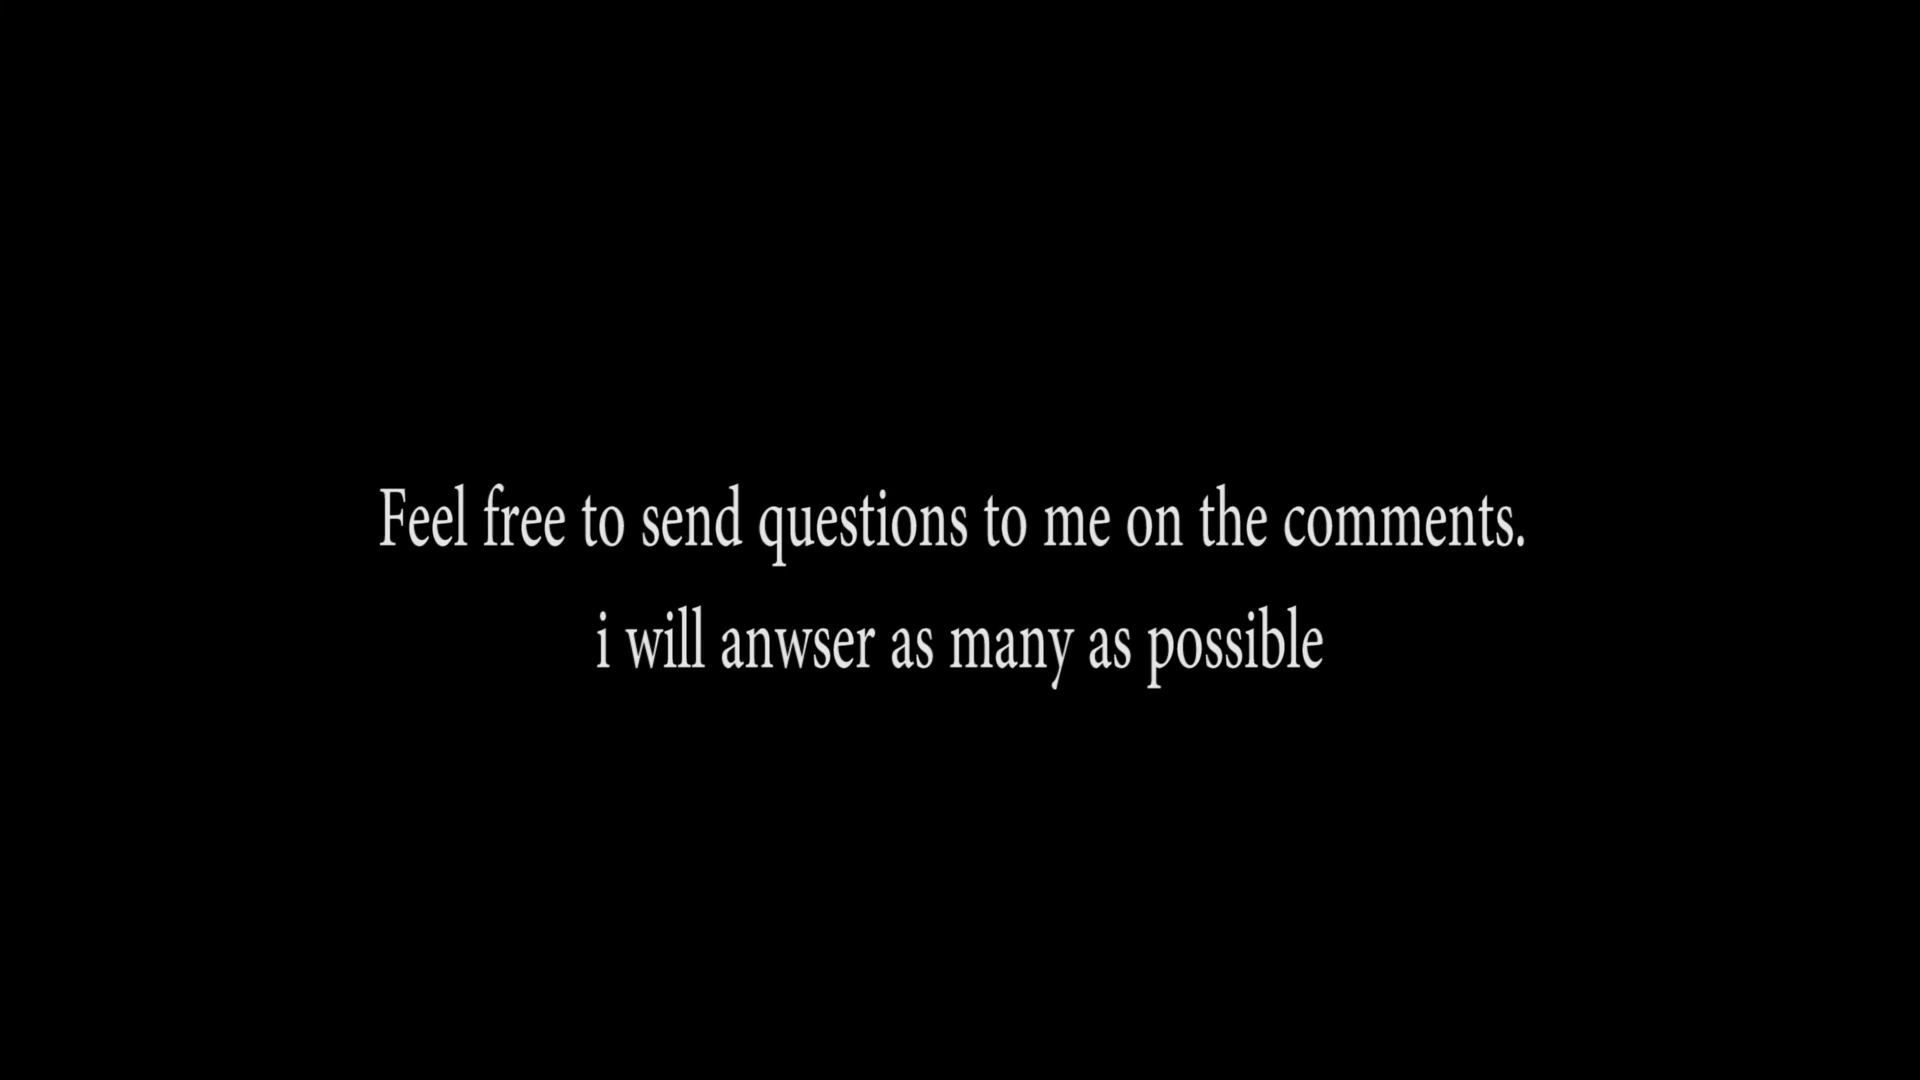 Feel free to send questions to me on the comments.
i will anwser as many as possible